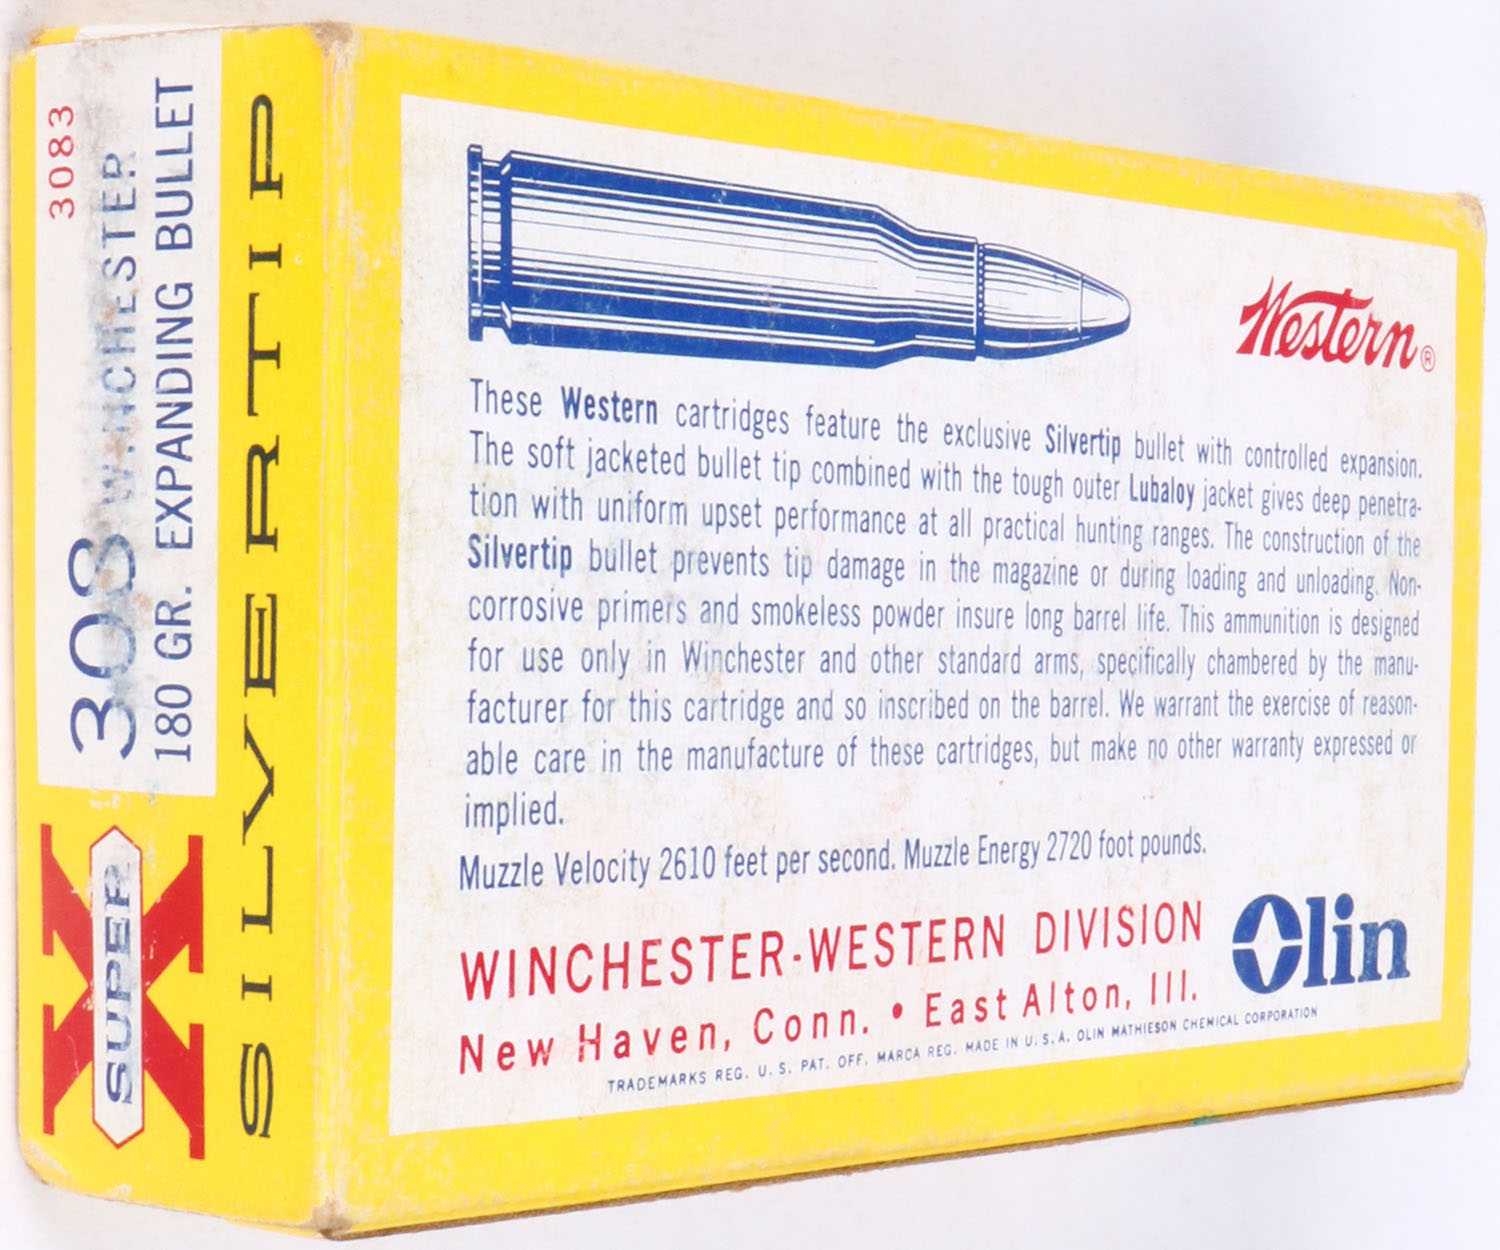 3083
308 WINCHESTER
180 GR. EXPANDING BULLET
SUPER X
SILVERTIP
Western®
These Western cartridges feature the exclusive Silvertip bullet with controlled expansion.
The soft jacketed bullet tip combined with the tough outer Lubaloy jacket gives deep penetra-
tion with uniform upset performance at all practical hunting ranges. The construction of the
Silvertip bullet prevents tip damage in the magazine or during loading and unloading. Non-
corrosive primers and smokeless powder insure long barrel life. This ammunition is designed
for use only in Winchester and other standard arms, specifically chambered by the manu-
facturer for this cartridge and so inscribed on the barrel. We warrant the exercise of reason-
able care in the manufacture of these cartridges, but make no other warranty expressed or
implied.
Muzzle Velocity 2610 feet per second. Muzzle Energy 2720 foot pounds.
WINCHESTER-WESTERN DIVISION
New Haven, Conn. • East Alton, Ill.
Olin
TRADEMARKS REG. U. S. PAT. OFF. MARCA REG. MADE IN U. S. A. OLIN MATHIESON CHEMICAL CORPORATION